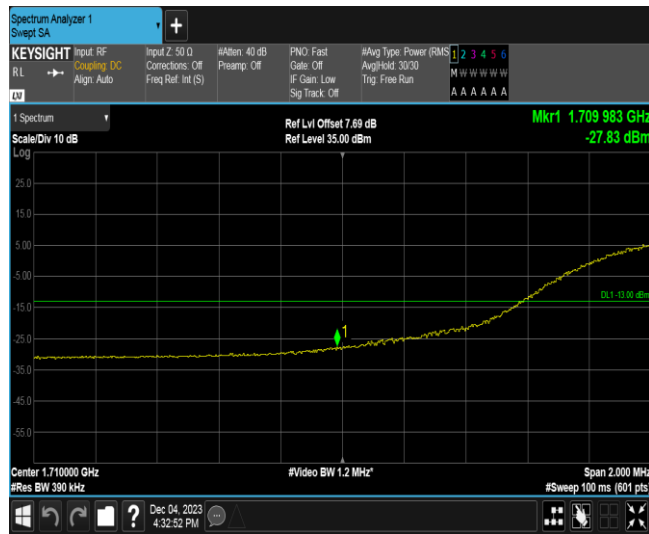 Spectrum Analyzer 1
Swept SA
+
KEYSIGHT
RL
LXI
Input: RF
Coupling: DC
Align: Auto
Input Z: 50 Ω
Corrections: Off
Freq Ref: Int (S)
#Atten: 40 dB
Preamp: Off
PNO: Fast
Gate: Off
IF Gain: Low
Sig Track: Off
#Avg Type: Power (RMS
Avg|Hold: 30/30
Trig: Free Run
1 2 3 4 5 6
M W W W W W
A A A A A A
1 Spectrum
Scale/Div 10 dB
Log
Ref Lvl Offset 7.69 dB
Ref Level 35.00 dBm
Mkr1 1.709 983 GHz
-27.83 dBm
25.0
15.0
5.00
-5.00
DL1 -13.00 dBm
-15.0
1
-25.0
-35.0
-45.0
-55.0
Center 1.710000 GHz
#Res BW 390 kHz
#Video BW 1.2 MHz*
Span 2.000 MHz
#Sweep 100 ms (601 pts
?
Dec 04, 2023
4:32:52 PM